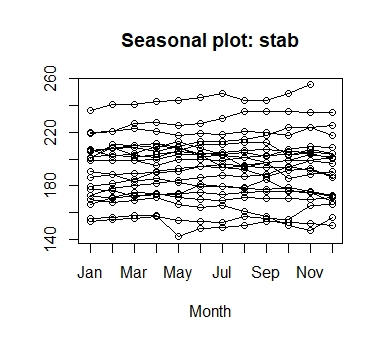 Seasonal plot: stab
260
220
180
140
Jan Mar May Jul Sep Nov
Month